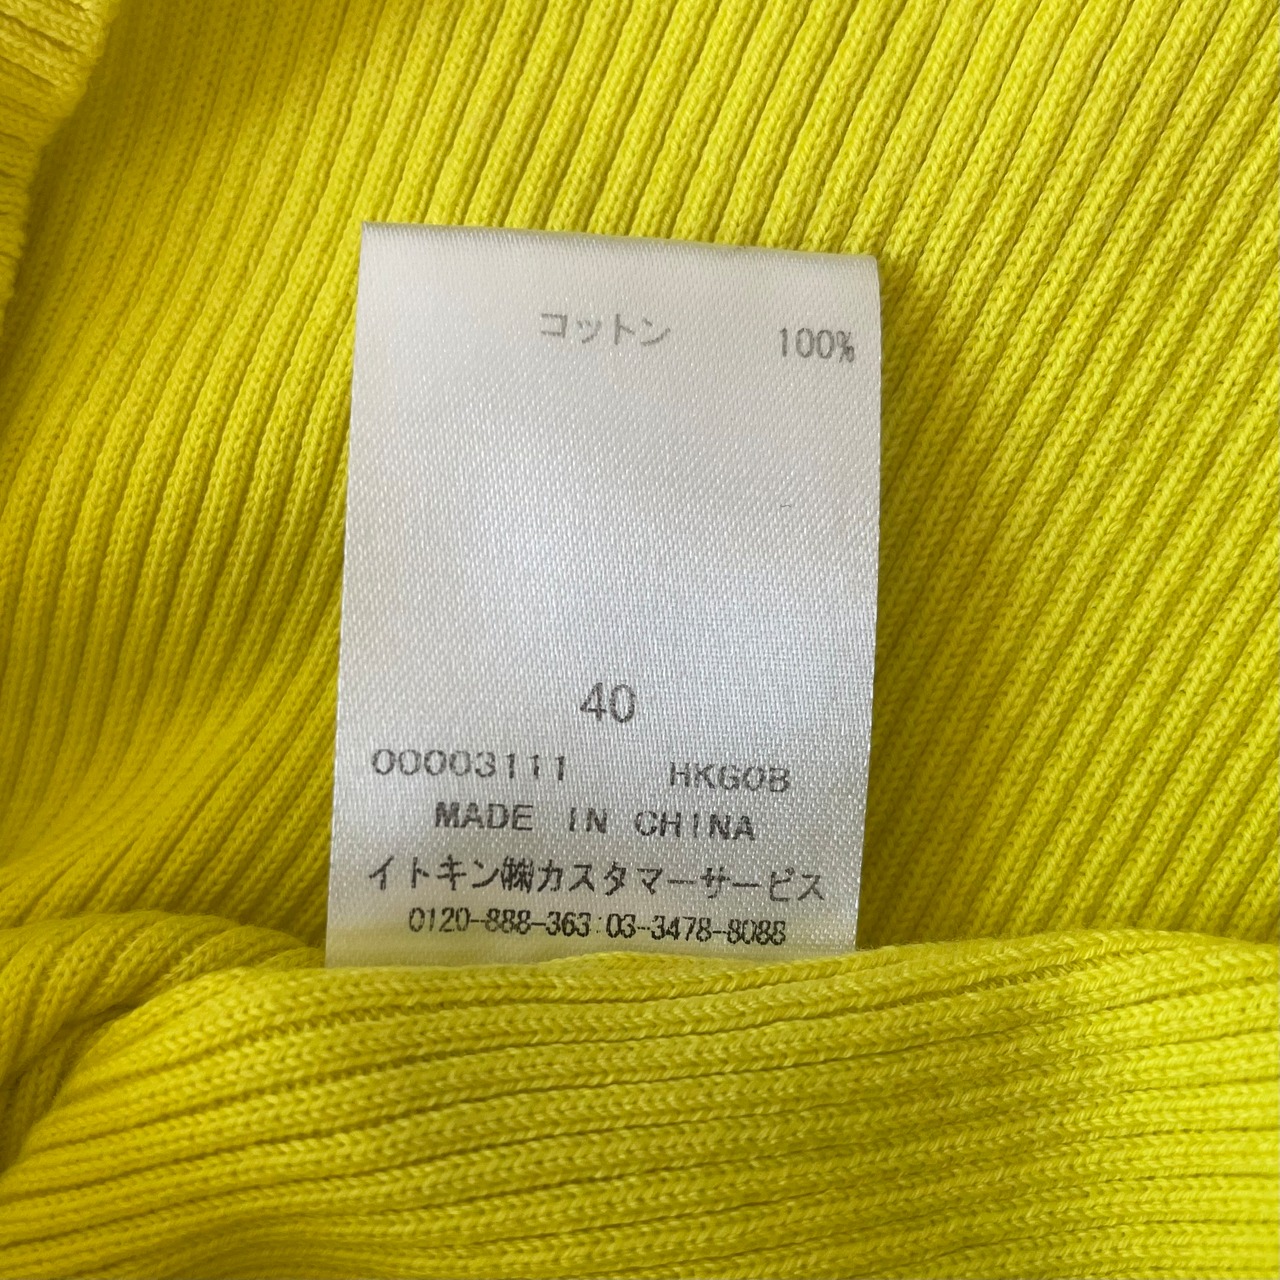 コットン 100%
40
00003111 HKG0B
MADE IN CHINA
イトキン㈱カスタマーサービス
0120-888-363:03-3478-8088